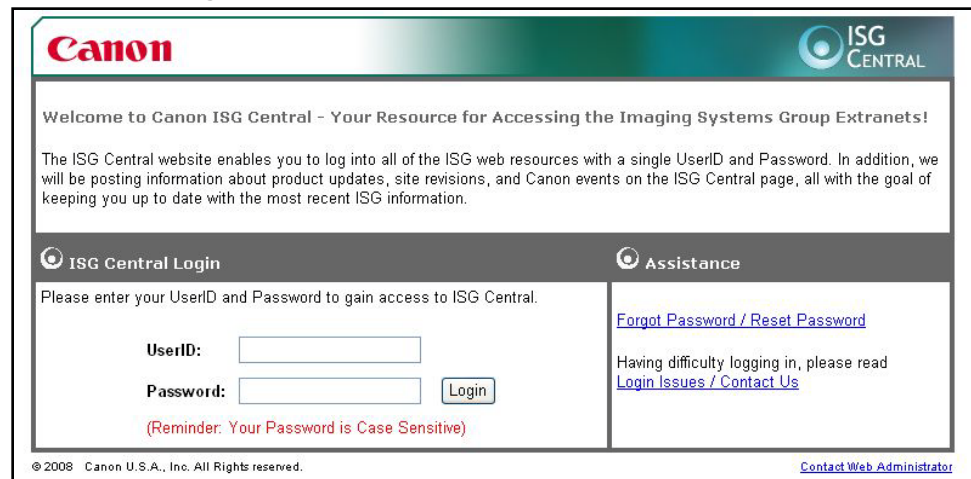 Canon
ISG
CENTRAL
Welcome to Canon ISG Central - Your Resource for Accessing the Imaging Systems Group Extranets!
The ISG Central website enables you to log into all of the ISG web resources with a single UserID and Password. In addition, we
will be posting information about product updates, site revisions, and Canon events on the ISG Central page, all with the goal of
keeping you up to date with the most recent ISG information.
ISG Central Login
Please enter your UserID and Password to gain access to ISG Central.
UserID:
Password:
Login
(Reminder: Your Password is Case Sensitive)
Assistance
Forgot Password / Reset Password
Having difficulty logging in, please read
Login Issues / Contact Us
© 2008 Canon U.S.A., Inc. All Rights reserved.
Contact Web Administrator